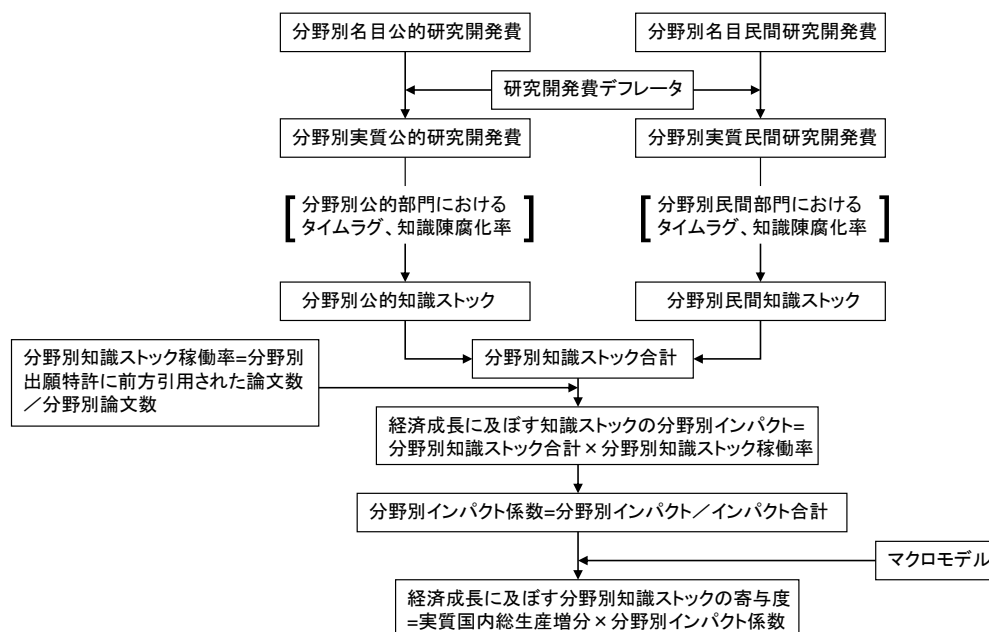 分野別名目公的研究開発費
分野別名目民間研究開発費
研究開発費デフレータ
分野別実質公的研究開発費
分野別実質民間研究開発費
分野別公的部門における
タイムラグ、知識陳腐化率
分野別民間部門における
タイムラグ、知識陳腐化率
分野別公的知識ストック
分野別民間知識ストック
分野別知識ストック合計
分野別知識ストック稼働率=分野別
出願特許に前方引用された論文数
／分野別論文数
経済成長に及ぼす知識ストックの分野別インパクト=
分野別知識ストック合計×分野別知識ストック稼働率
分野別インパクト係数=分野別インパクト／インパクト合計
マクロモデル
経済成長に及ぼす分野別知識ストックの寄与度
=実質国内総生産増分×分野別インパクト係数